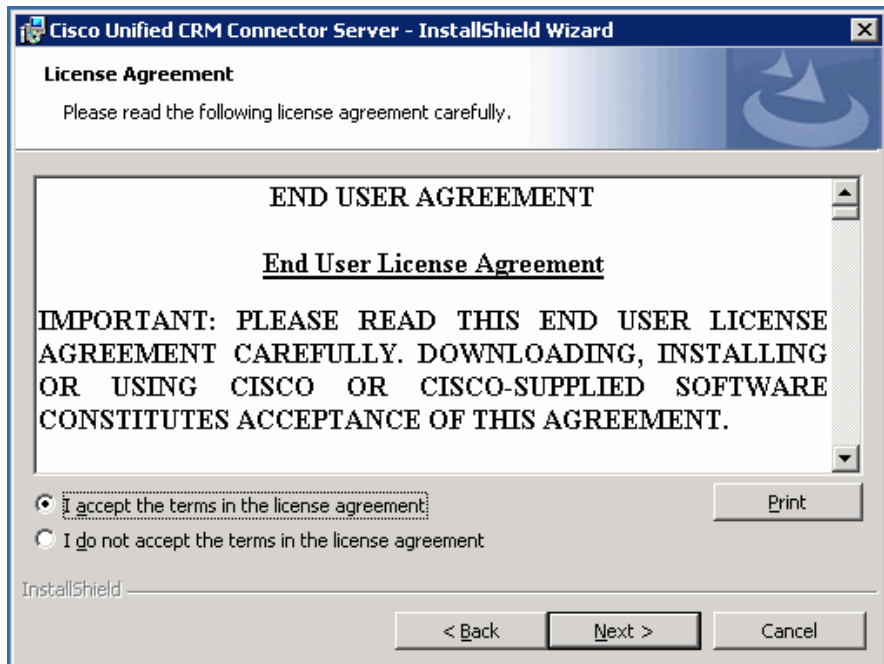 Cisco Unified CRM Connector Server - InstallShield Wizard
License Agreement
Please read the following license agreement carefully.
END USER AGREEMENT
End User License Agreement
IMPORTANT: PLEASE READ THIS END USER LICENSE
AGREEMENT CAREFULLY. DOWNLOADING, INSTALLING
OR USING CISCO OR CISCO-SUPPLIED SOFTWARE
CONSTITUTES ACCEPTANCE OF THIS AGREEMENT.
I accept the terms in the license agreement
Print
I do not accept the terms in the license agreement
InstallShield
< Back
Next >
Cancel